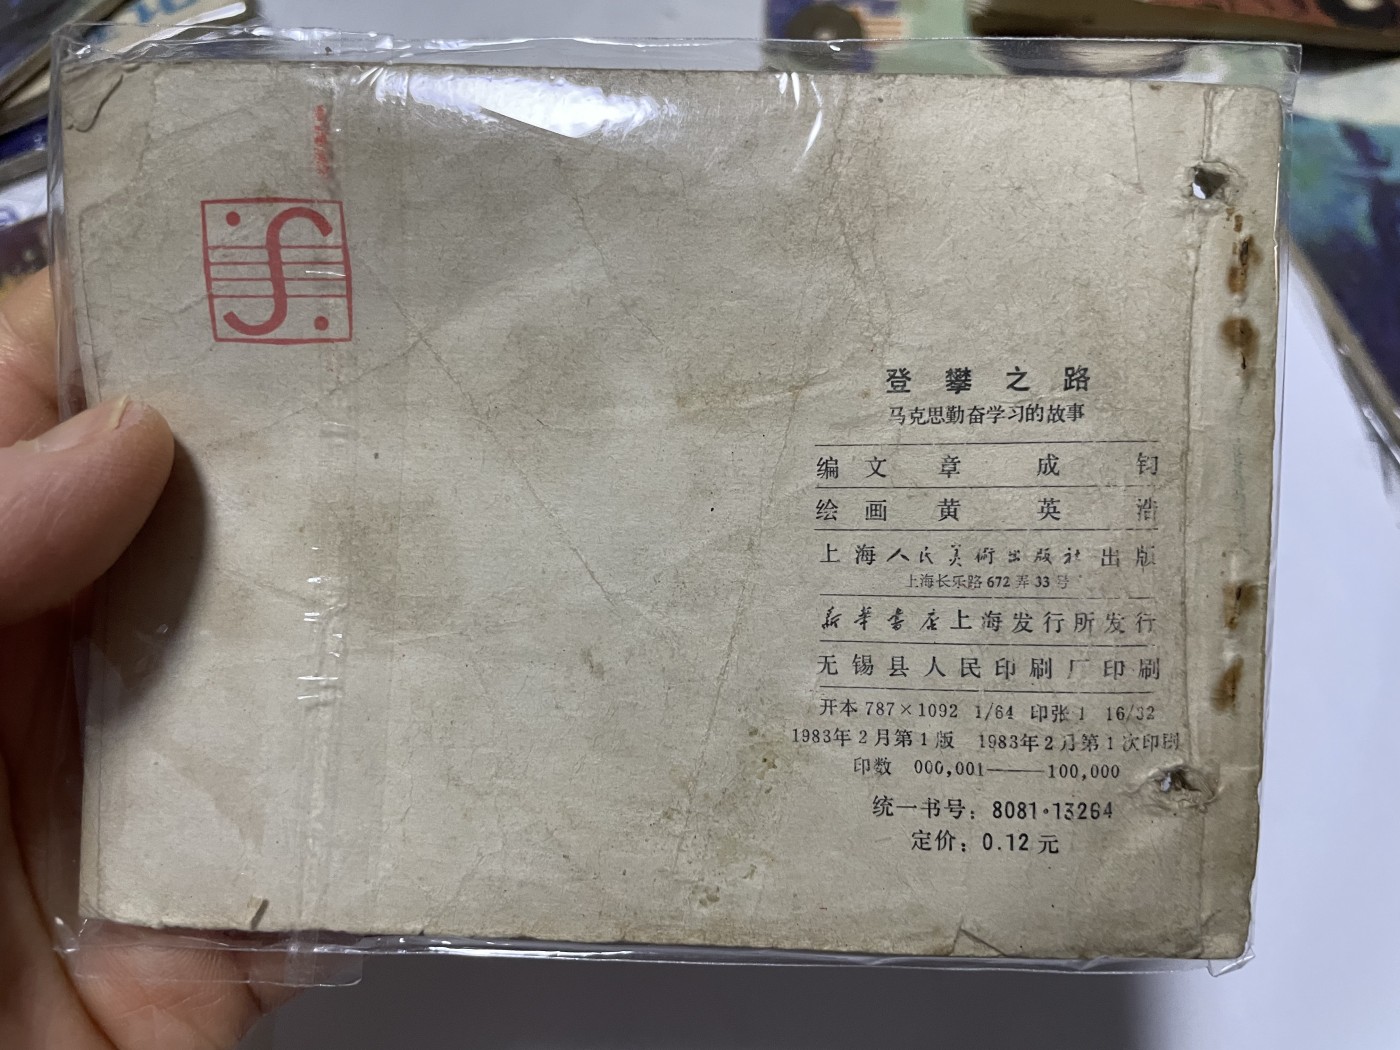 登攀之路
马克思勤奋学习的故事
编文 章成钧
绘画 黄英浩
上海人民美术出版社出版
上海长乐路672弄33号
新华书店上海发行所发行
无锡县人民印刷厂印刷
开本 787×1092 1/64 印张 1 16/32
1983年2月第1版 1983年2月第1次印刷
印数 000,001——100,000
统一书号：8081·13264
定价：0.12元